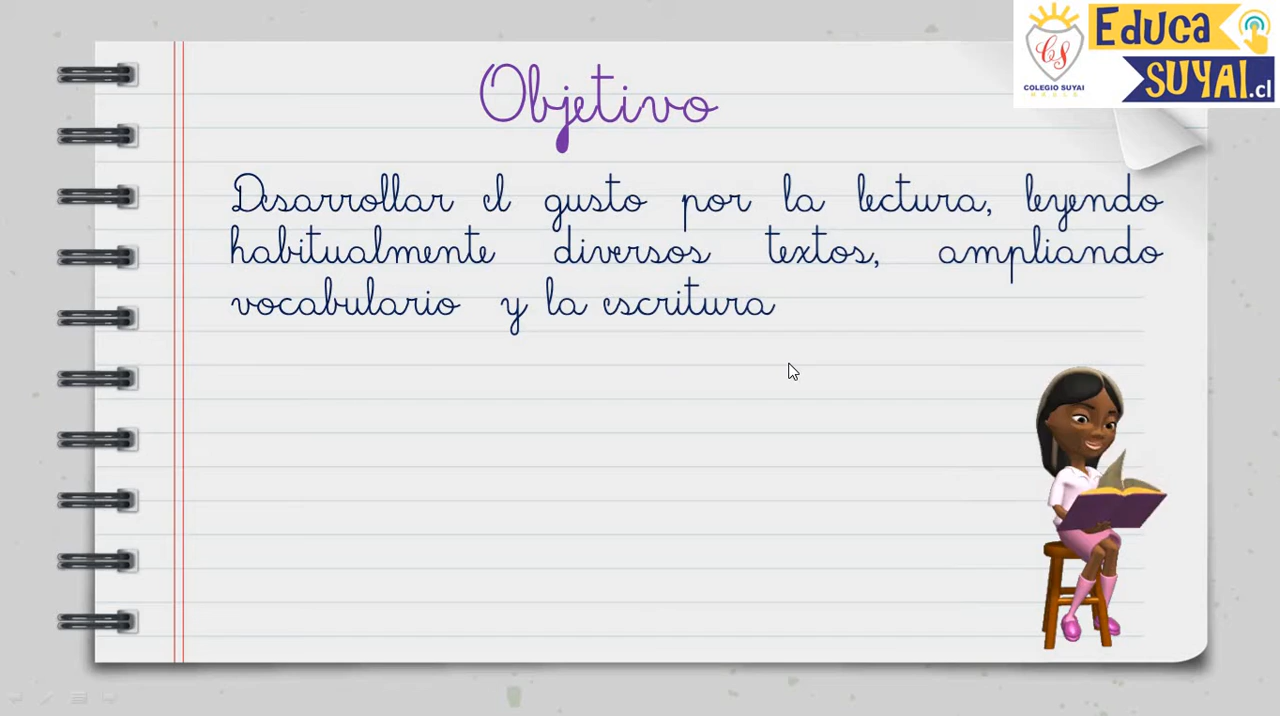 Educa
SUYAI.cl
CS
COLEGIO SUYAI
Objetivo
Desarrollar el gusto por la lectura, leyendo
habitualmente diversos textos, ampliando
vocabulario y la escritura